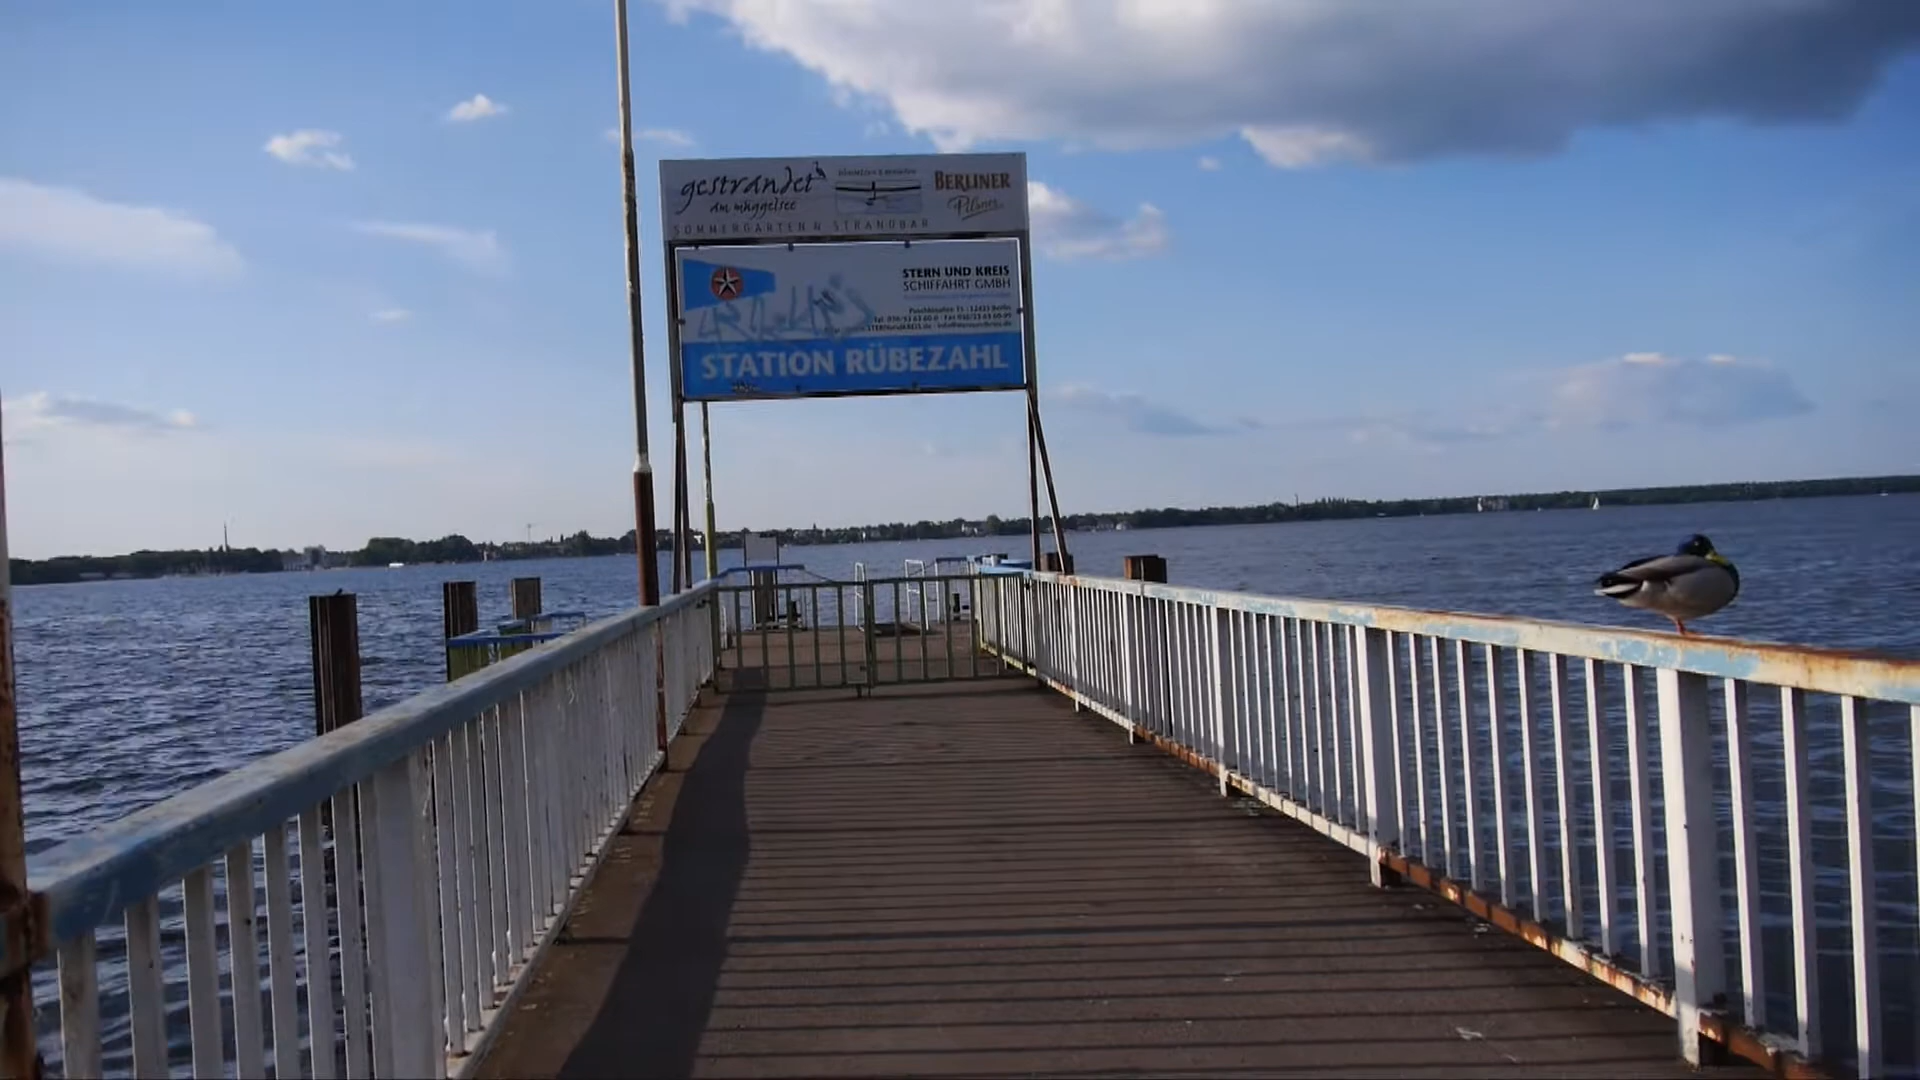 gestrandet
am müggelsee
BERLINER
Pilsner
SOMMERGARTEN & STRANDBAR
STERN UND KREIS
SCHIFFAHRT GMBH
STATION RÜBEZAHL